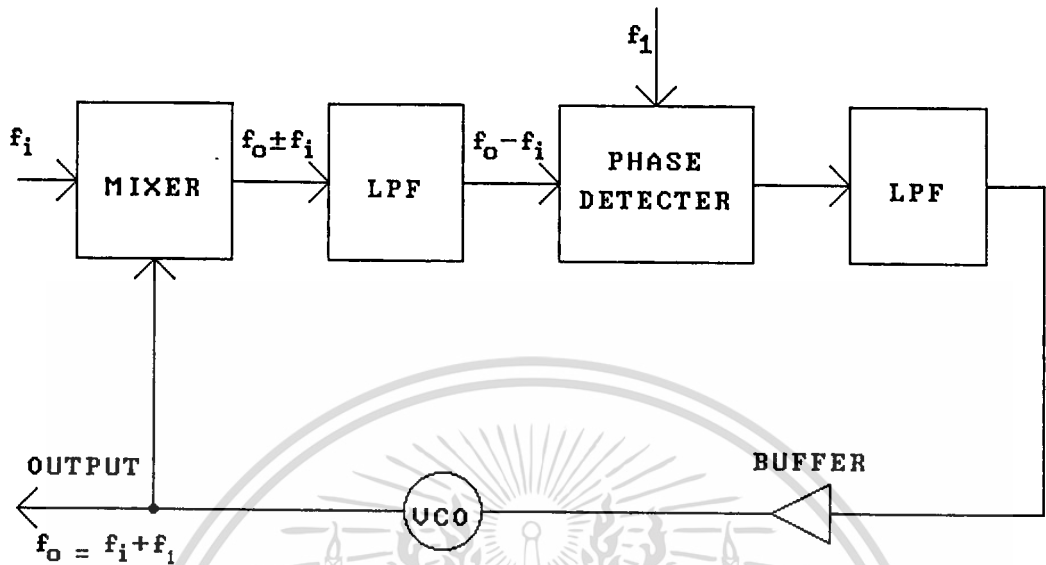 f₁
fᵢ
MIXER
fₒ±fᵢ
LPF
fₒ−fᵢ
PHASE
DETECTER
LPF
OUTPUT
BUFFER
VCO
fₒ = fᵢ+f₁